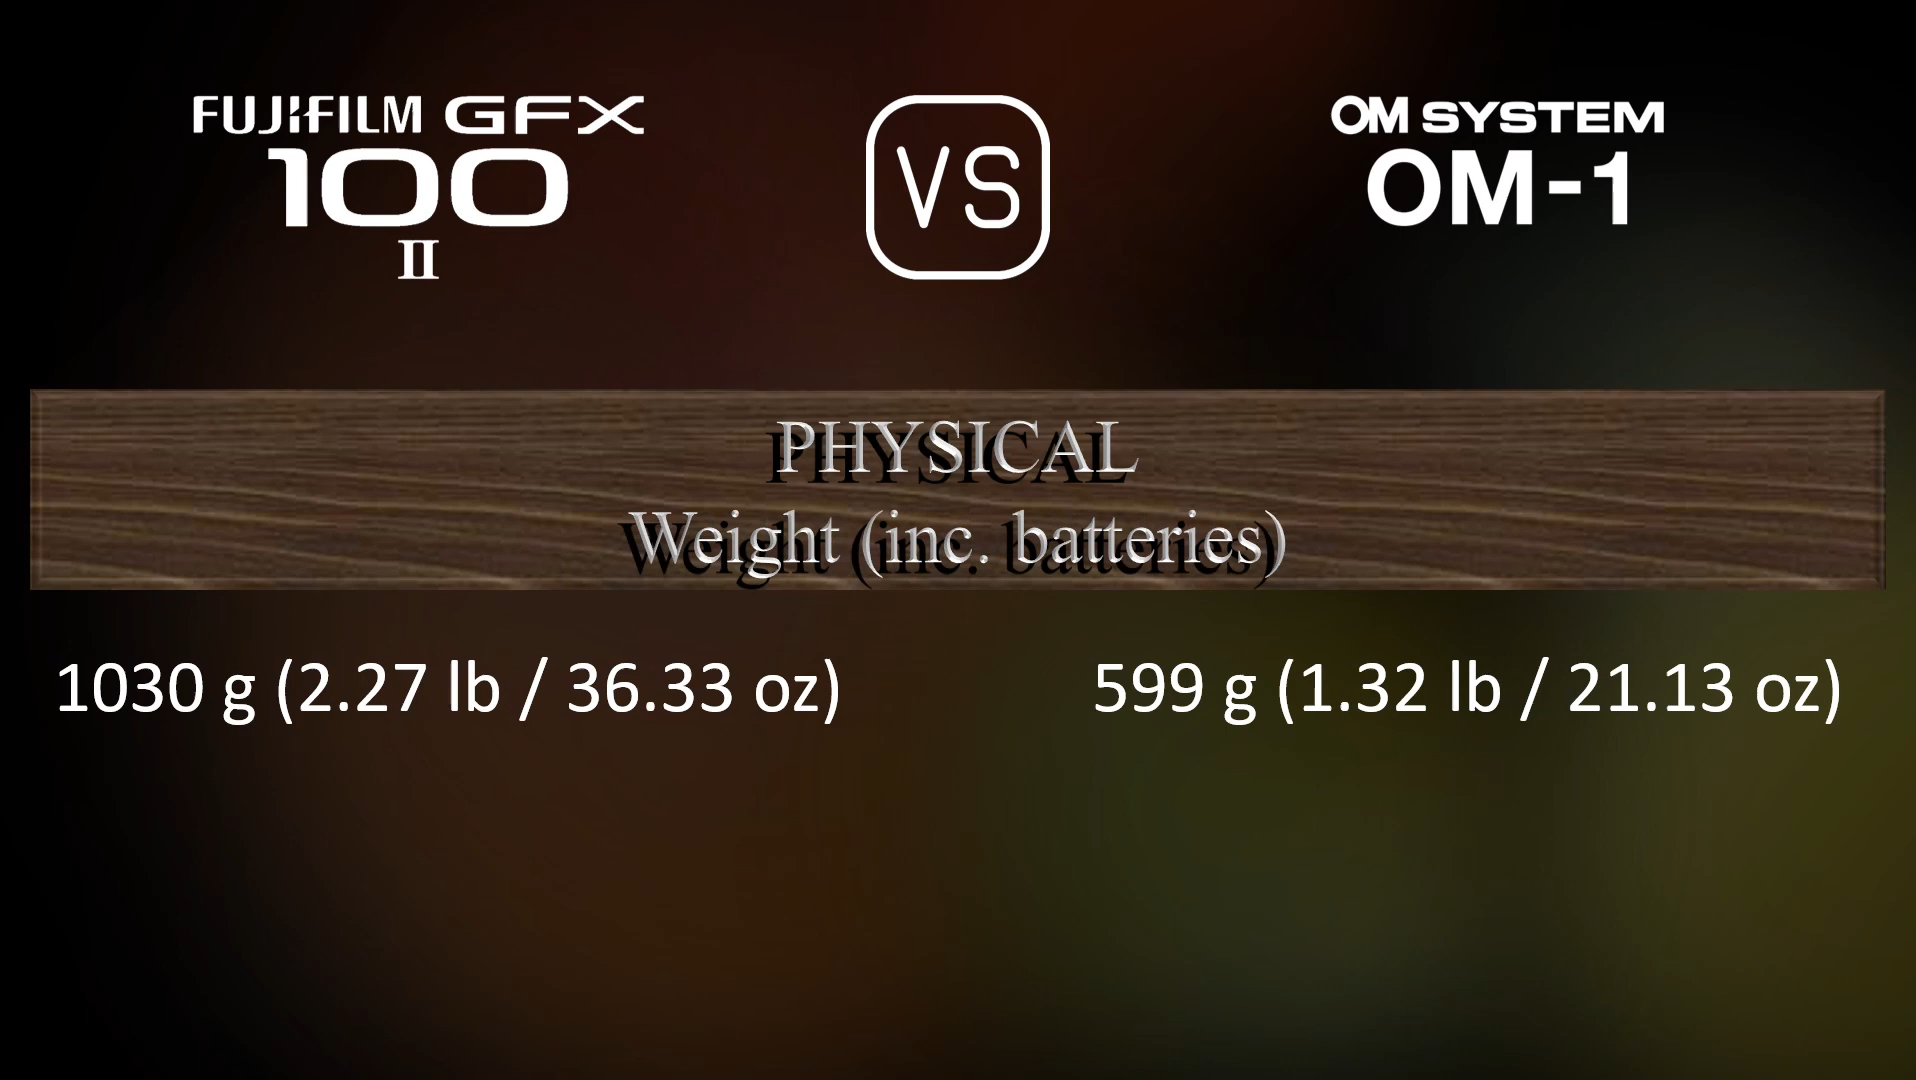 FUJIFILM GFX
100
II
VS
OM SYSTEM
OM-1
PHYSICAL
Weight (inc. batteries)
1030 g (2.27 lb / 36.33 oz)
599 g (1.32 lb / 21.13 oz)